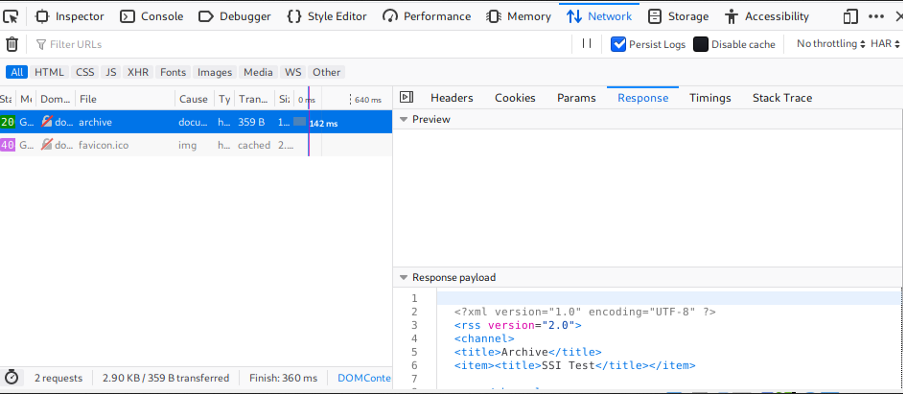 Inspector Console Debugger Style Editor Performance Memory Network Storage Accessibility
Filter URLs Persist Logs Disable cache No throttling HAR
All HTML CSS JS XHR Fonts Images Media WS Other
Sta Me Dom... File Cause Ty Tran... Siz 0 ms 640 ms Headers Cookies Params Response Timings Stack Trace
20 G... do... archive docu... h... 359 B 1... 142 ms
40 G... do... favicon.ico img h... cached 2....
Preview
Response payload
1
2 <?xml version="1.0" encoding="UTF-8" ?>
3 <rss version="2.0">
4 <channel>
5 <title>Archive</title>
6 <item><title>SSI Test</title></item>
7
2 requests 2.90 KB / 359 B transferred Finish: 360 ms DOMConte